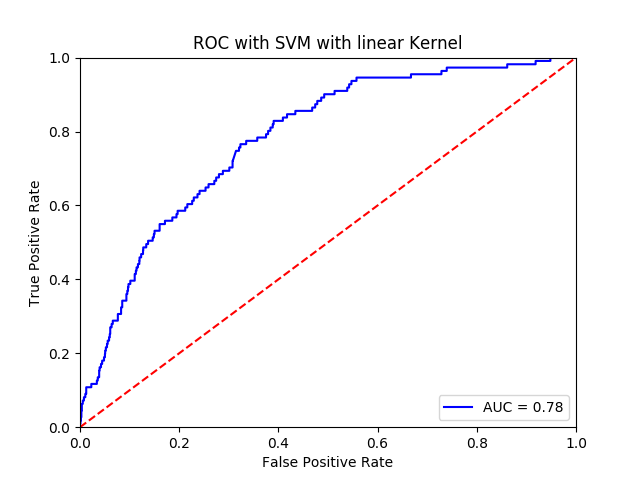 ROC with SVM with linear Kernel
1.0
0.8
0.6
0.4
0.2
0.0
True Positive Rate
AUC = 0.78
0.0 0.2 0.4 0.6 0.8 1.0
False Positive Rate